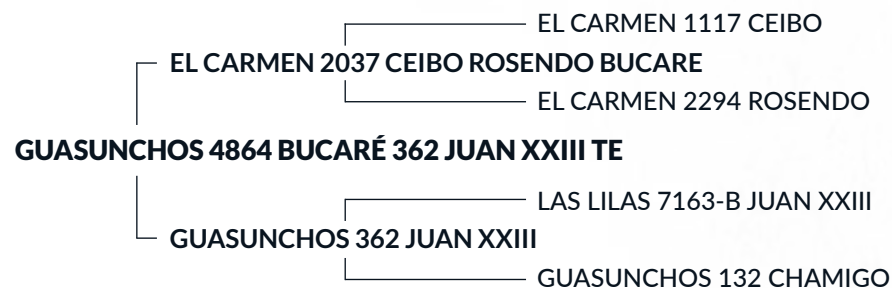 EL CARMEN 1117 CEIBO
EL CARMEN 2037 CEIBO ROSENDO BUCARE
EL CARMEN 2294 ROSENDO
GUASUNCHOS 4864 BUCARÉ 362 JUAN XXIII TE
LAS LILAS 7163-B JUAN XXIII
GUASUNCHOS 362 JUAN XXIII
GUASUNCHOS 132 CHAMIGO